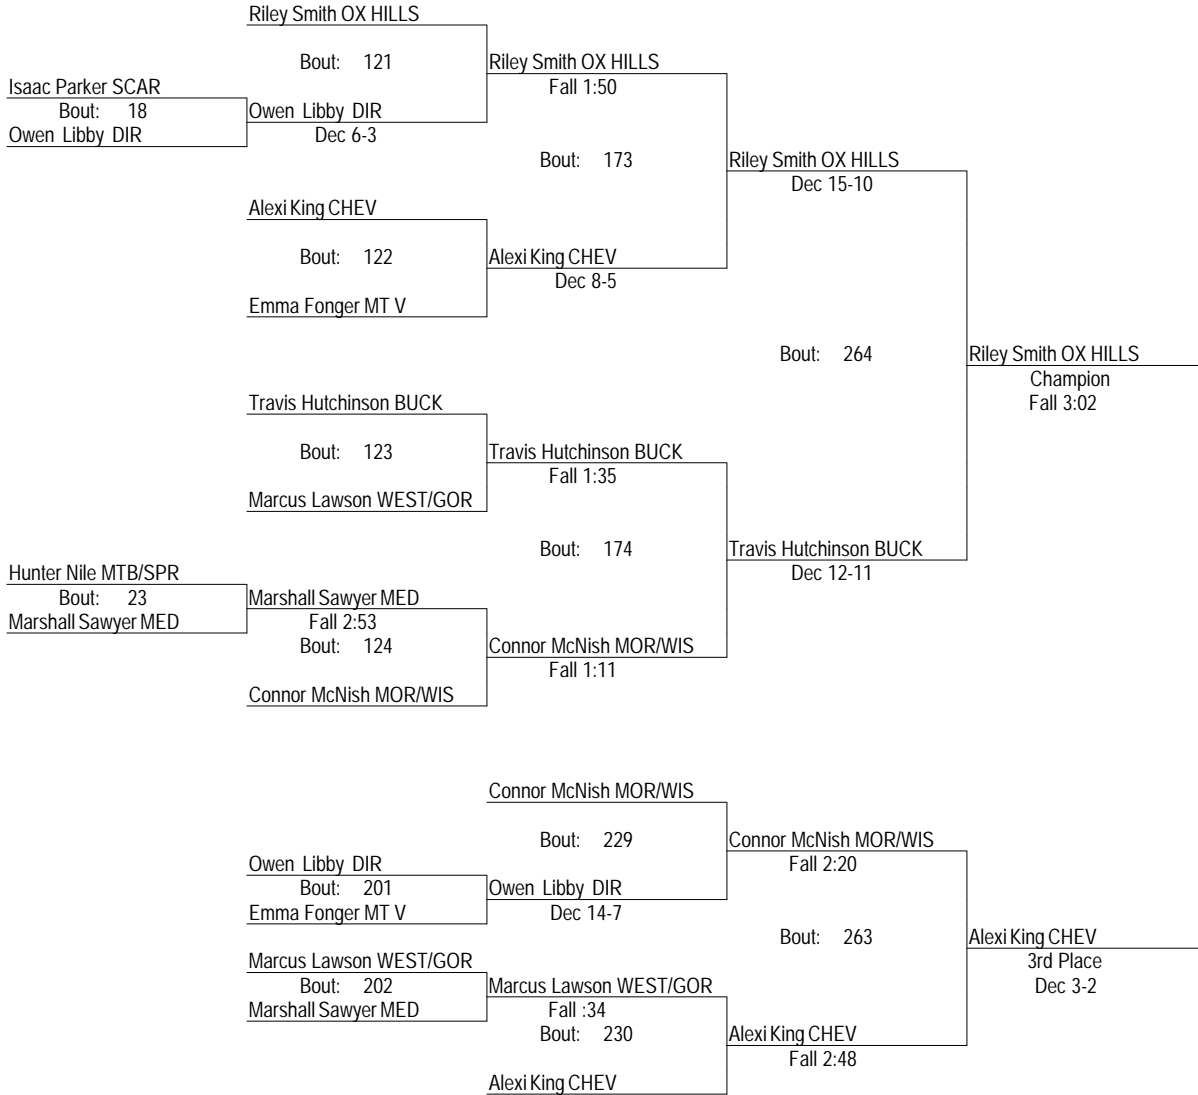 Riley Smith OX HILLS
Bout: 121
Riley Smith OX HILLS
Isaac Parker SCAR
Fall 1:50
Bout: 18
Owen Libby DIR
Owen Libby DIR
Dec 6-3
Bout: 173
Riley Smith OX HILLS
Dec 15-10
Alexi King CHEV
Bout: 122
Alexi King CHEV
Dec 8-5
Emma Fonger MT V
Bout: 264
Riley Smith OX HILLS
Champion
Fall 3:02
Travis Hutchinson BUCK
Bout: 123
Travis Hutchinson BUCK
Fall 1:35
Marcus Lawson WEST/GOR
Bout: 174
Travis Hutchinson BUCK
Dec 12-11
Hunter Nile MTB/SPR
Bout: 23
Marshall Sawyer MED
Marshall Sawyer MED
Fall 2:53
Bout: 124
Connor McNish MOR/WIS
Fall 1:11
Connor McNish MOR/WIS
Connor McNish MOR/WIS
Bout: 229
Connor McNish MOR/WIS
Fall 2:20
Owen Libby DIR
Bout: 201
Owen Libby DIR
Emma Fonger MT V
Dec 14-7
Bout: 263
Alexi King CHEV
3rd Place
Dec 3-2
Marcus Lawson WEST/GOR
Bout: 202
Marcus Lawson WEST/GOR
Marshall Sawyer MED
Fall :34
Bout: 230
Alexi King CHEV
Fall 2:48
Alexi King CHEV